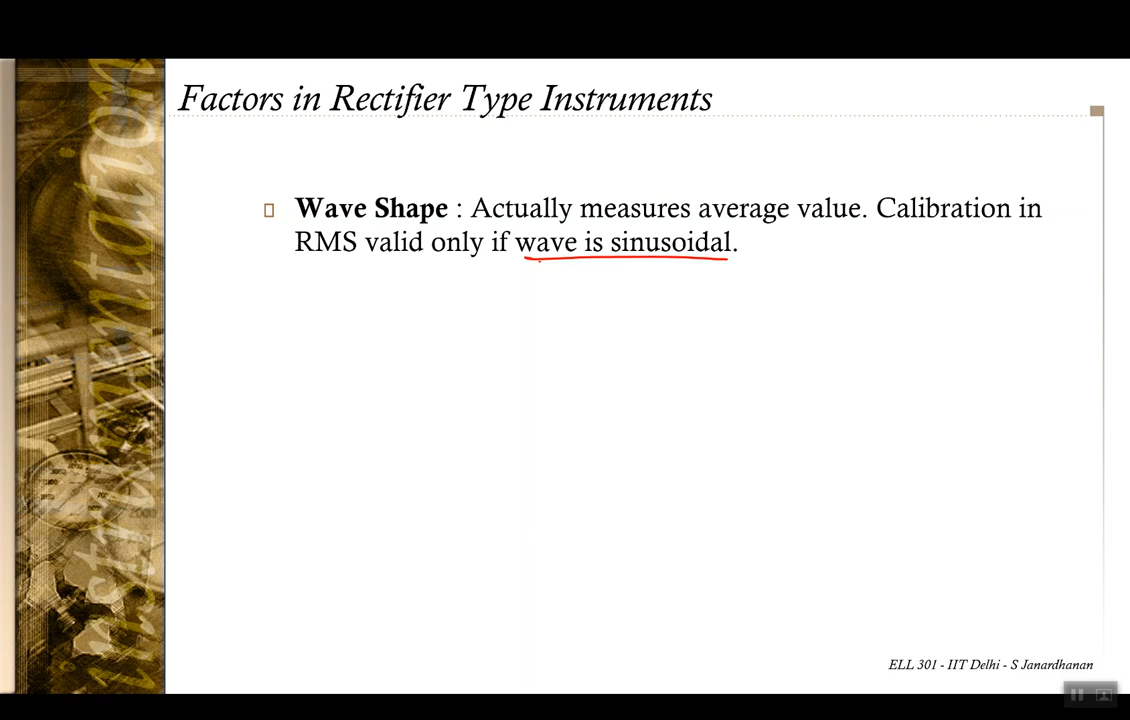 Factors in Rectifier Type Instruments
Wave Shape : Actually measures average value. Calibration in
RMS valid only if wave is sinusoidal.
ELL 301 - IIT Delhi - S Janardhanan